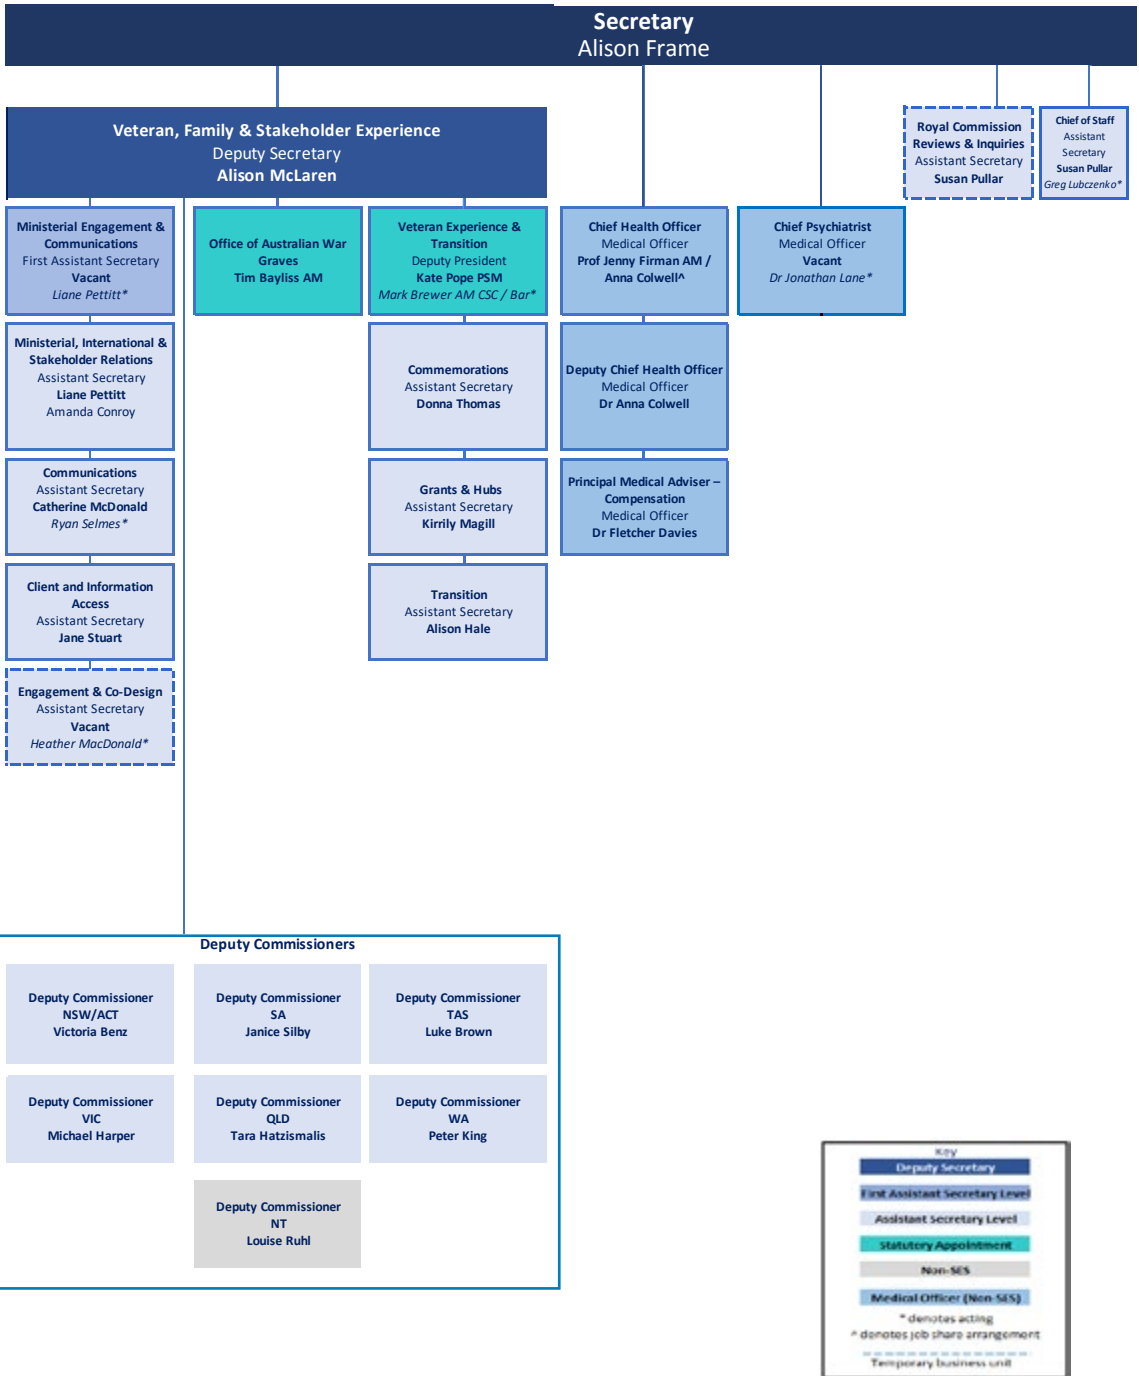 Secretary
Alison Frame
Veteran, Family & Stakeholder Experience
Deputy Secretary
Alison McLaren
Royal Commission
Reviews & Inquiries
Assistant Secretary
Susan Pullar
Chief of Staff
Assistant
Secretary
Susan Pullar
Greg Lubczenko*
Ministerial Engagement &
Communications
First Assistant Secretary
Vacant
Liane Pettitt*
Office of Australian War
Graves
Tim Bayliss AM
Veteran Experience &
Transition
Deputy President
Kate Pope PSM
Mark Brewer AM CSC / Bar*
Chief Health Officer
Medical Officer
Prof Jenny Firman AM /
Anna Colwell^
Chief Psychiatrist
Medical Officer
Vacant
Dr Jonathan Lane*
Ministerial, International &
Stakeholder Relations
Assistant Secretary
Liane Pettitt
Amanda Conroy
Commemorations
Assistant Secretary
Donna Thomas
Deputy Chief Health Officer
Medical Officer
Dr Anna Colwell
Communications
Assistant Secretary
Catherine McDonald
Ryan Selmes*
Grants & Hubs
Assistant Secretary
Kirrily Magill
Principal Medical Adviser –
Compensation
Medical Officer
Dr Fletcher Davies
Client and Information
Access
Assistant Secretary
Jane Stuart
Transition
Assistant Secretary
Alison Hale
Engagement & Co-Design
Assistant Secretary
Vacant
Heather MacDonald*
Deputy Commissioners
Deputy Commissioner
NSW/ACT
Victoria Benz
Deputy Commissioner
SA
Janice Silby
Deputy Commissioner
TAS
Luke Brown
Deputy Commissioner
VIC
Michael Harper
Deputy Commissioner
QLD
Tara Hatzismalis
Deputy Commissioner
WA
Peter King
Deputy Commissioner
NT
Louise Ruhl
Key
Deputy Secretary
First Assistant Secretary Level
Assistant Secretary Level
Statutory Appointment
Non-SES
Medical Officer (Non-SES)
* denotes acting
^ denotes job share arrangement
Temporary business unit